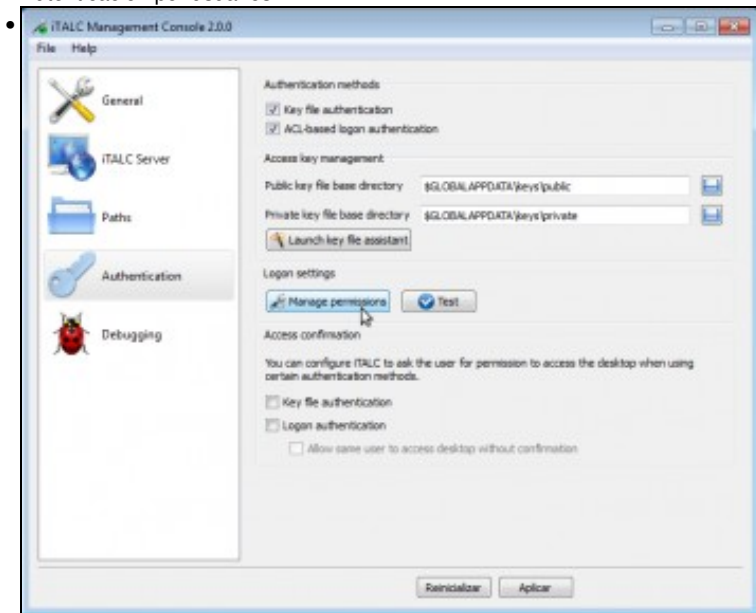 iTALC Management Console 2.0.0
File Help
General
iTALC Server
Paths
Authentication
Debugging
Authentication methods
Key file authentication
ACL-based logon authentication
Access key management
Public key file base directory $GLOBALAPPDATA\keys\public
Private key file base directory $GLOBALAPPDATA\keys\private
Launch key file assistant
Logon settings
Manage permissions Test
Access confirmation
You can configure iTALC to ask the user for permission to access the desktop when using
certain authentication methods.
Key file authentication
Logon authentication
Allow same user to access desktop without confirmation
Reinicializar Aplicar